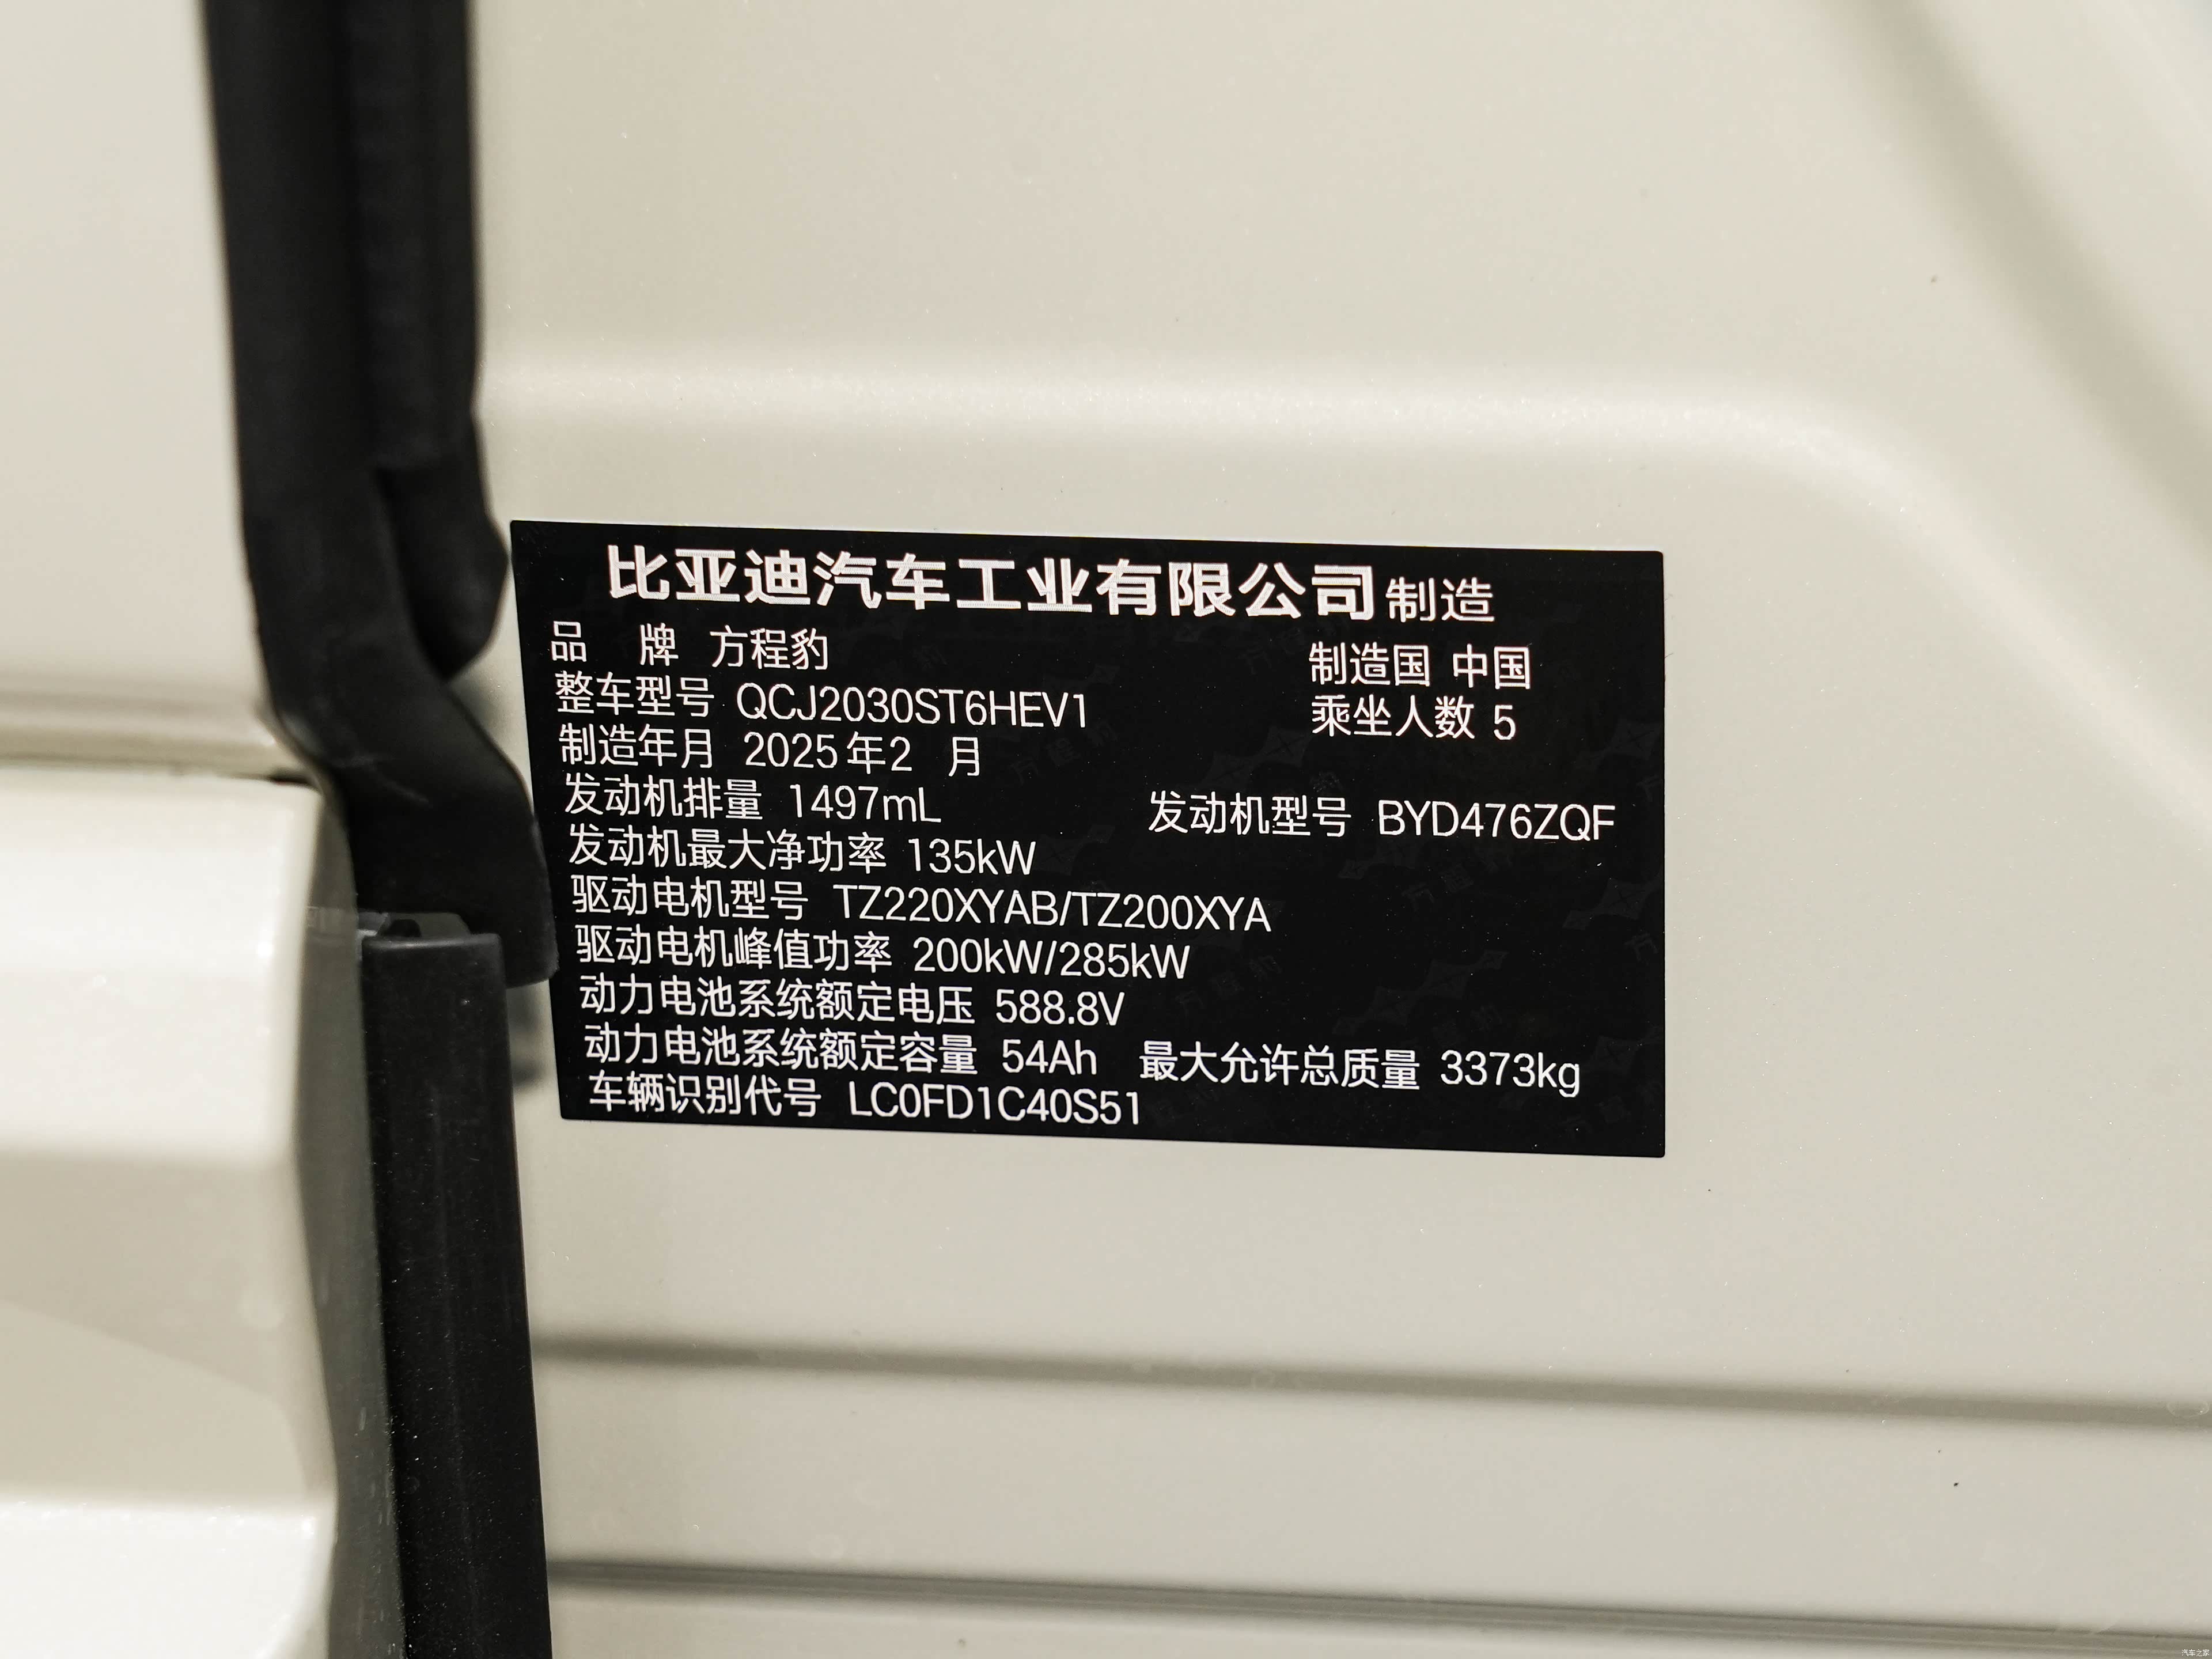 比亚迪汽车工业有限公司制造
品 牌 方程豹 制造国 中国
整车型号 QCJ2030ST6HEV1 乘坐人数 5
制造年月 2025年2 月
发动机排量 1497mL 发动机型号 BYD476ZQF
发动机最大净功率 135kW
驱动电机型号 TZ220XYAB/TZ200XYA
驱动电机峰值功率 200kW/285kW
动力电池系统额定电压 588.8V
动力电池系统额定容量 54Ah 最大允许总质量 3373kg
车辆识别代号 LC0FD1C40S51
汽车之家